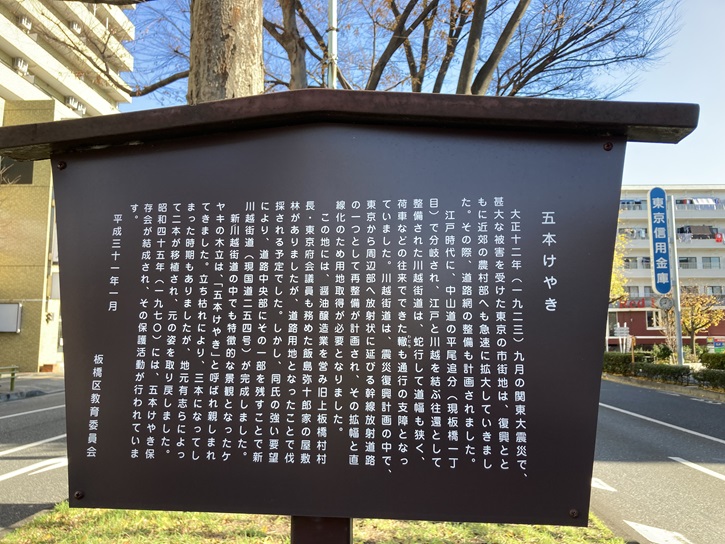 五本けやき
大正十二年（一九二三）九月の関東大震災で、
甚大な被害を受けた東京の市街地は、復興とと
もに近郊の農村部へも急速に拡大していきまし
た。その際、道路網の整備も計画されました。
江戸時代に、中山道の平尾追分（現板橋一丁
目）で分岐され、江戸と川越を結ぶ往還として
整備された川越街道は、蛇行して道幅も狭く、
荷車などの往来でできた轍も通行の支障となっ
ていました。川越街道は、震災復興計画の中で、
東京から周辺部へ放射状に延びる幹線放射道路
の一つとして再整備が計画され、その拡幅と直
線化のため用地取得が必要となりました。
この地には、醤油醸造業を営み旧上板橋村村
長・東京府会議員も務めた飯島弥十郎家の屋敷
林がありましたが、道路用地となったことで伐
採される予定でした。しかし、同氏の強い要望
により、道路中央部にその一部を残すことで新
川越街道（現国道二五四号）が完成しました。
新川越街道の中でも特徴的な景観となったケ
ヤキの木立は、「五本けやき」と呼ばれ親しまれ
てきました。立ち枯れにより、三本になってし
まった時期もありましたが、地元有志らによっ
て二本が移植され、元の姿を取り戻しました。
昭和四十五年（一九七〇）には、五本けやき保
存会が結成され、その保護活動が行われていま
す。
平成三十一年一月
板橋区教育委員会
東京信用金庫